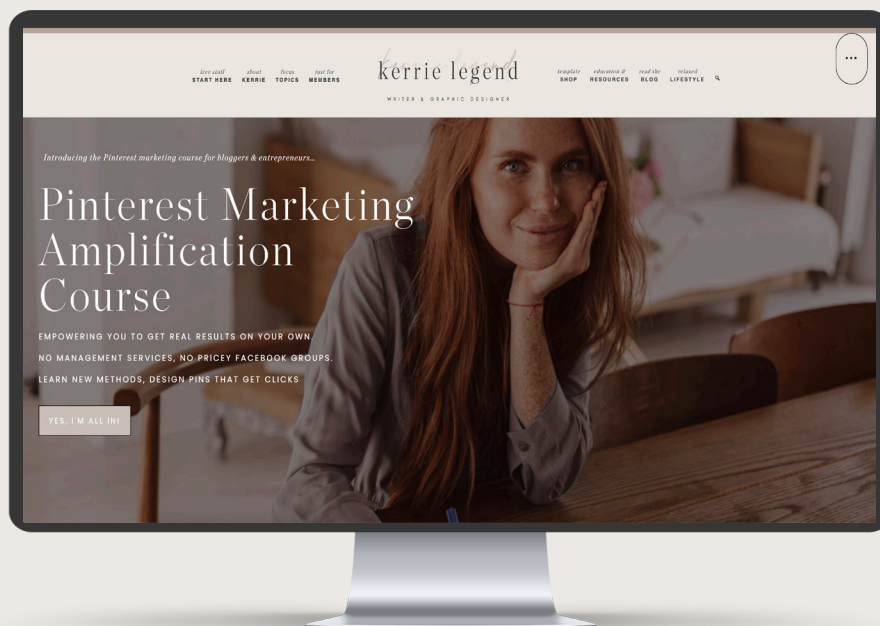 free stuff
START HERE
about
KERRIE
focus
TOPICS
just for
MEMBERS
kerrie legend
kerrie legend
WRITER & GRAPHIC DESIGNER
template
SHOP
education &
RESOURCES
read the
BLOG
related
LIFESTYLE
Introducing the Pinterest marketing course for bloggers & entrepreneurs...
Pinterest Marketing
Amplification
Course
EMPOWERING YOU TO GET REAL RESULTS ON YOUR OWN.
NO MANAGEMENT SERVICES, NO PRICEY FACEBOOK GROUPS.
LEARN NEW METHODS, DESIGN PINS THAT GET CLICKS
YES, I'M ALL IN!